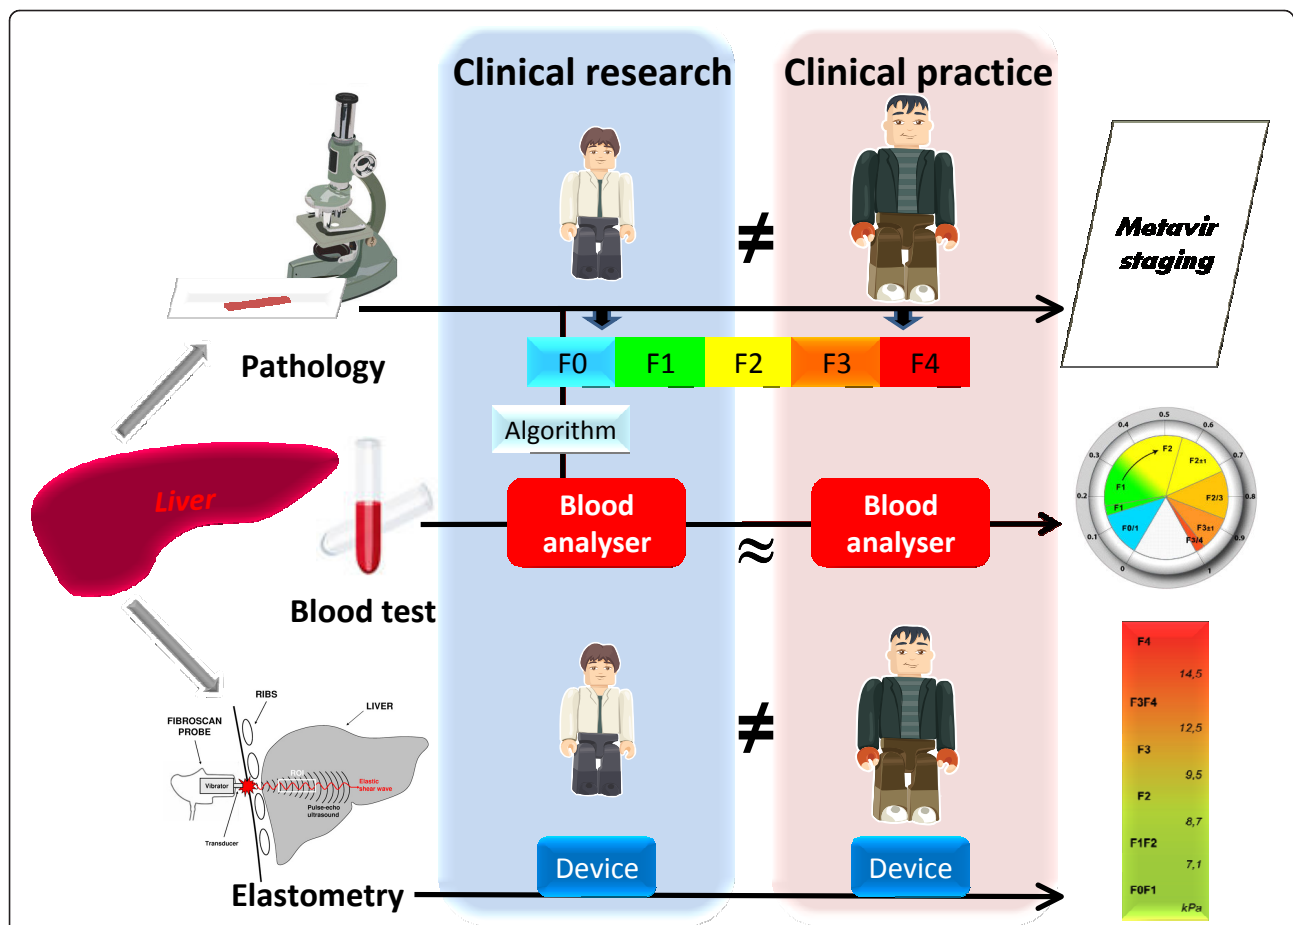 Clinical research
Clinical practice
≠
Metavir
staging
Pathology
F0
F1
F2
F3
F4
Algorithm
Liver
Blood
analyser
≈
Blood
analyser
Blood test
0
0.1
0.2
0.3
0.4
0.5
0.6
0.7
0.8
0.9
1
F0/1
F1
F1
F2
F2±1
F2/3
F3±1
F3/4
RIBS
LIVER
FIBROSCAN
PROBE
ROI
Vibrator
Elastic
shear wave
Pulse-echo
ultrasound
Transducer
≠
Device
Device
Elastometry
F4
14,5
F3F4
12,5
F3
9,5
F2
8,7
F1F2
7,1
F0F1
kPa